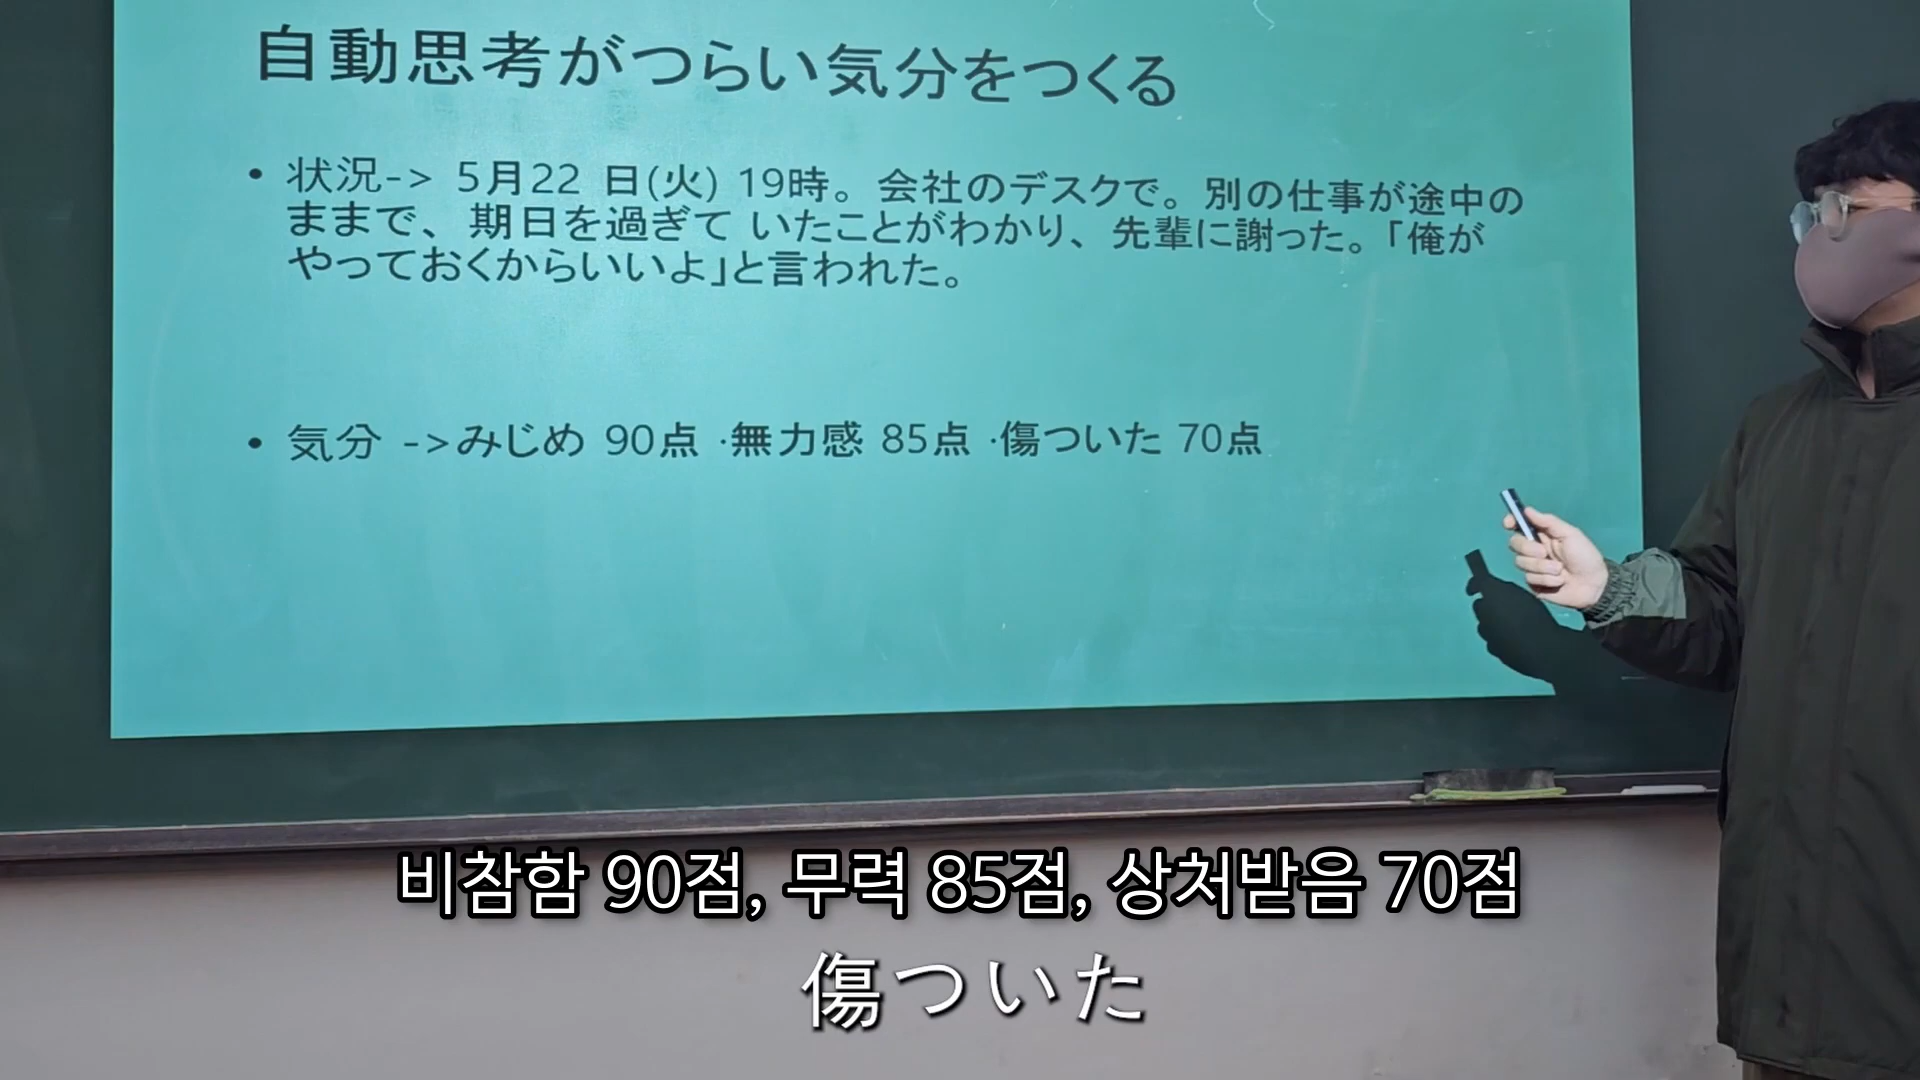 自動思考がつらい気分をつくる
• 状況-> 5月22 日(火) 19時。会社のデスクで。別の仕事が途中の
ままで、期日を過ぎて いたことがわかり、先輩に謝った。「俺が
やっておくからいいよ」と言われた。
• 気分 ->みじめ 90点 ·無力感 85点 ·傷ついた 70点
비참함 90점, 무력 85점, 상처받음 70점
傷ついた